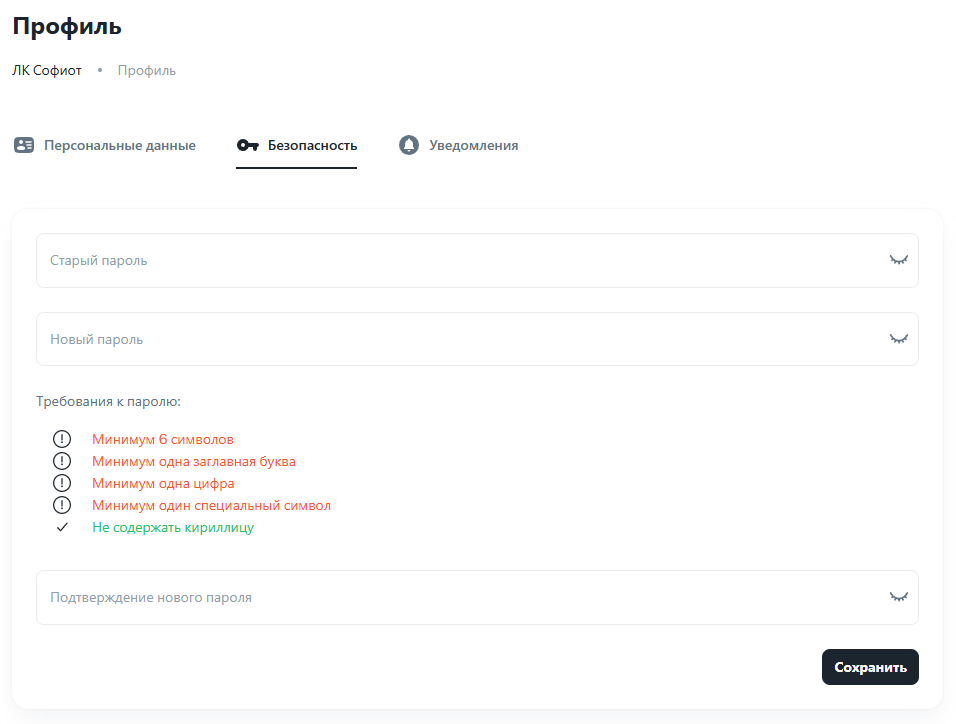 Профиль
ЛК Софиот • Профиль
Персональные данные Безопасность Уведомления
Старый пароль
Новый пароль
Требования к паролю:
Минимум 6 символов
Минимум одна заглавная буква
Минимум одна цифра
Минимум один специальный символ
Не содержать кириллицу
Подтверждение нового пароля
Сохранить